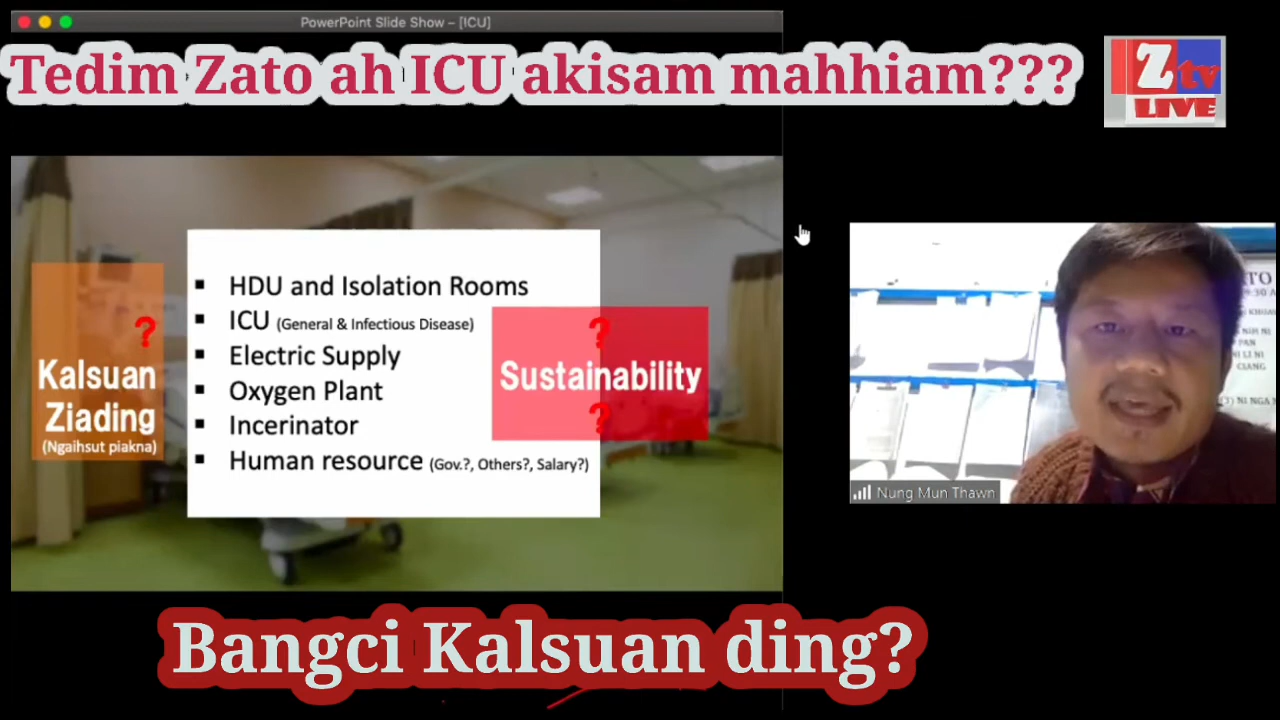 PowerPoint Slide Show – [ICU]
Tedim Zato ah ICU akisam mahhiam???
Z tv
LIVE
▪ HDU and Isolation Rooms
▪ ICU (General & Infectious Disease)
▪ Electric Supply
▪ Oxygen Plant
▪ Incerinator
▪ Human resource (Gov.?, Others?, Salary?)
?
Kalsuan
Ziading
(Ngaihsut piakna)
?
Sustainability
?
Nung Mun Thawn
Bangci Kalsuan ding?